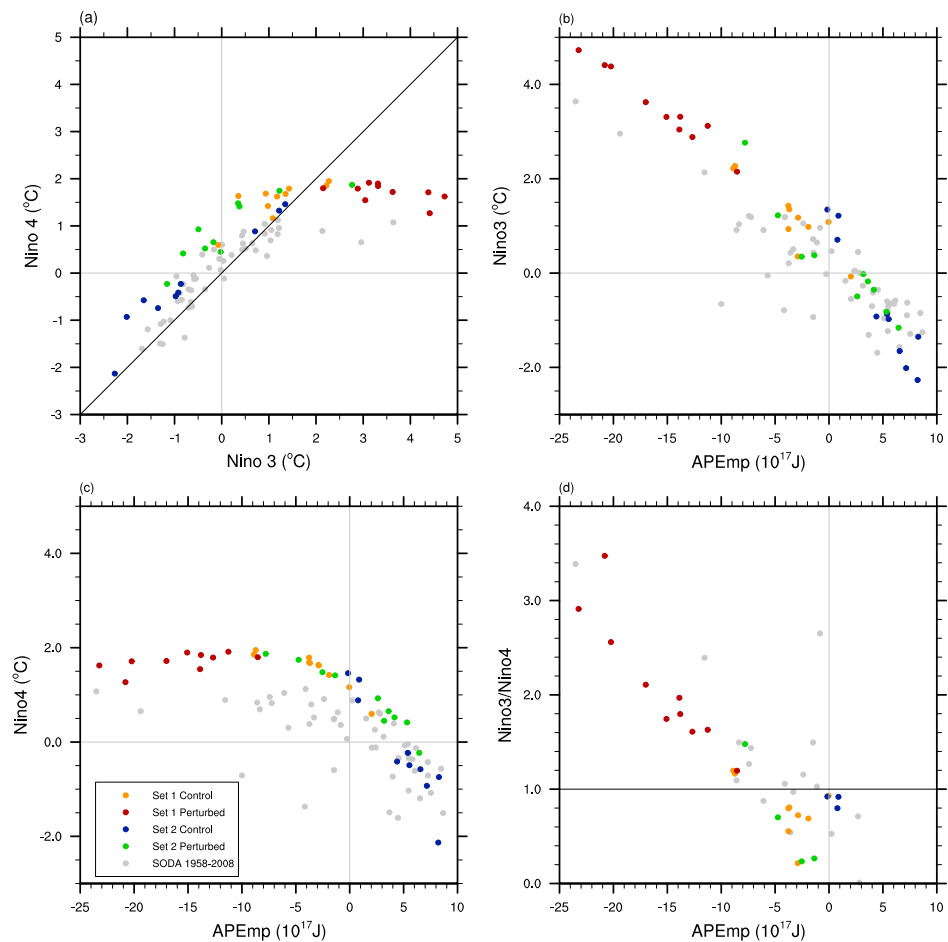 (a)
5
4
3
2
1
0
-1
-2
-3
Nino 4 (°C)
-3 -2 -1 0 1 2 3 4 5
Nino 3 (°C)
(b)
4.0
2.0
0.0
-2.0
Nino3 (°C)
-25 -20 -15 -10 -5 0 5 10
APEmp (10¹⁷J)
(c)
4.0
2.0
0.0
-2.0
Nino4 (°C)
Set 1 Control
Set 1 Perturbed
Set 2 Control
Set 2 Perturbed
SODA 1958-2008
-25 -20 -15 -10 -5 0 5 10
APEmp (10¹⁷J)
(d)
4.0
3.0
2.0
1.0
0.0
Nino3/Nino4
-25 -20 -15 -10 -5 0 5 10
APEmp (10¹⁷J)